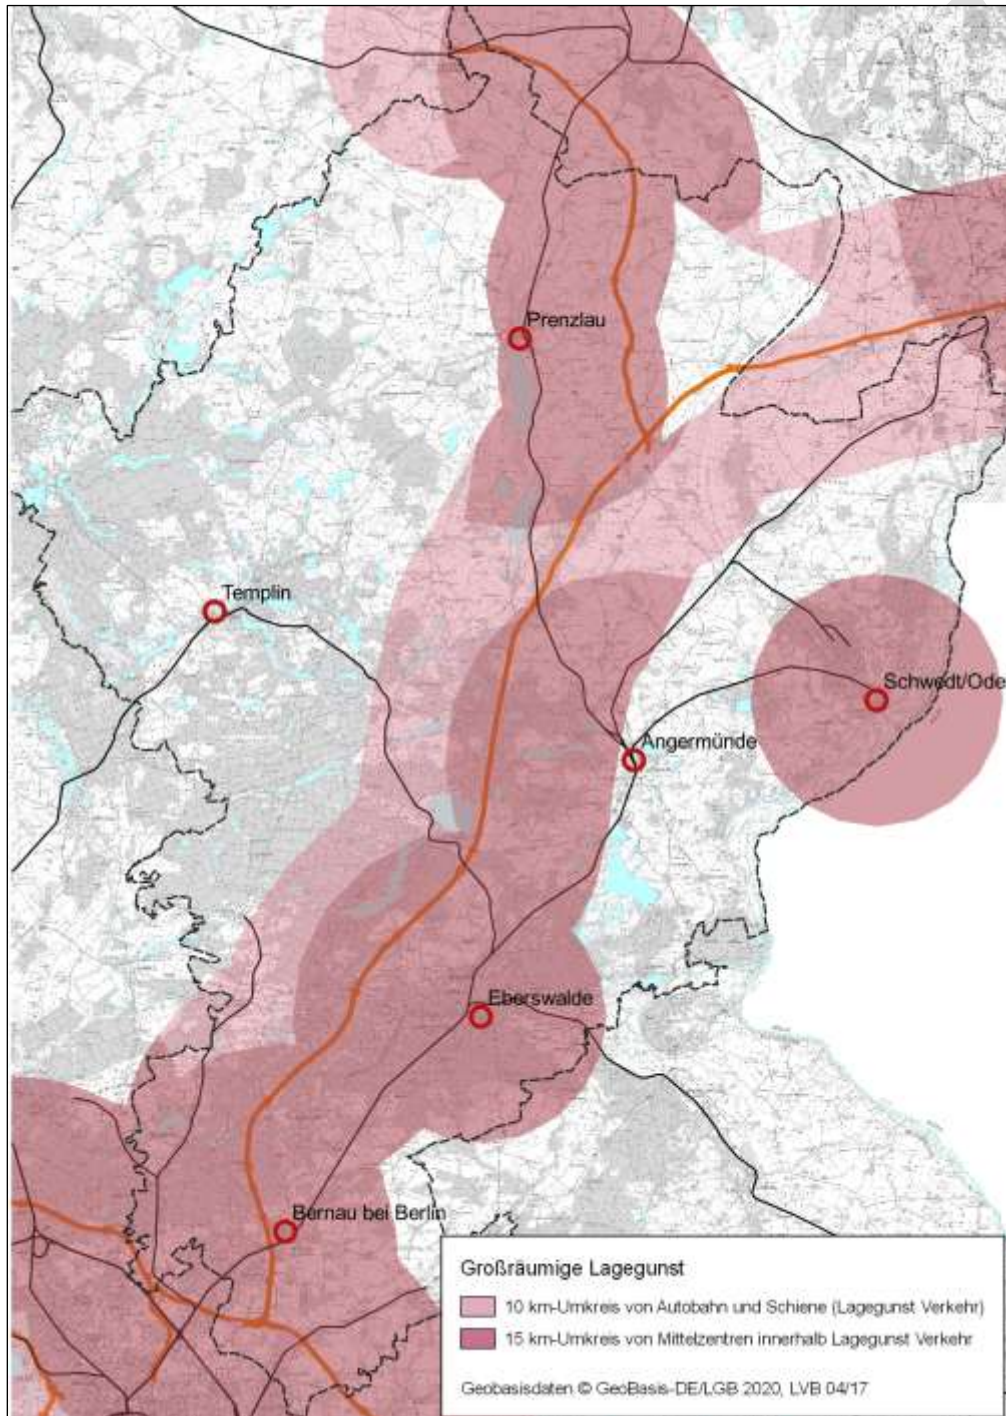 Prenzlau
Templin
Schwedt/Ode
Angermünde
Eberswalde
Bernau bei Berlin
Großräumige Lagegunst
10 km-Umkreis von Autobahn und Schiene (Lagegunst Verkehr)
15 km-Umkreis von Mittelzentren innerhalb Lagegunst Verkehr
Geobasisdaten © GeoBasis-DE/LGB 2020, LVB 04/17